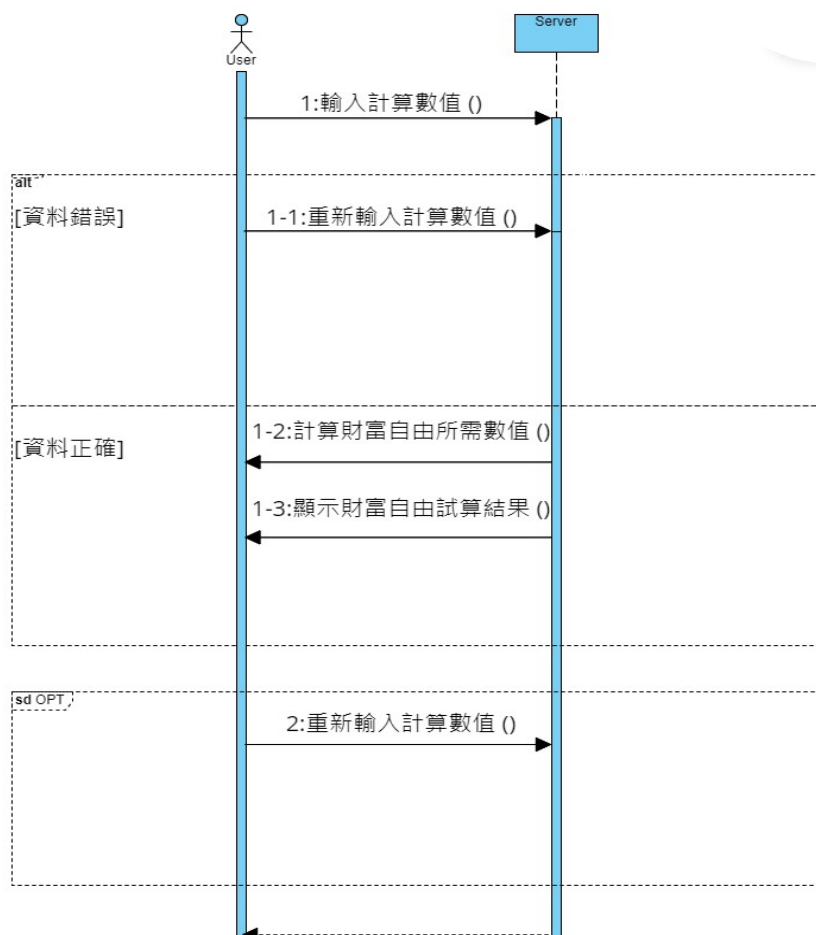 User
Server
1:輸入計算數值 ()
alt
[資料錯誤]
1-1:重新輸入計算數值 ()
1-2:計算財富自由所需數值 ()
[資料正確]
1-3:顯示財富自由試算結果 ()
sd OPT
2:重新輸入計算數值 ()